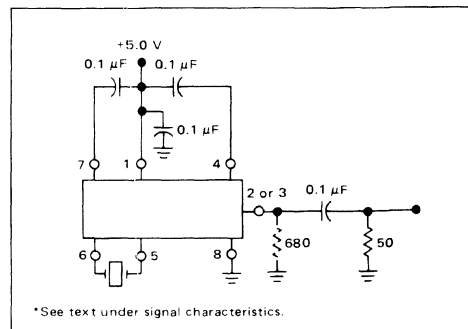 +5.0 V
0.1 μF 0.1 μF
0.1 μF
7 1 4
2 or 3 0.1 μF
680 50
6 5 8
*See text under signal characteristics.